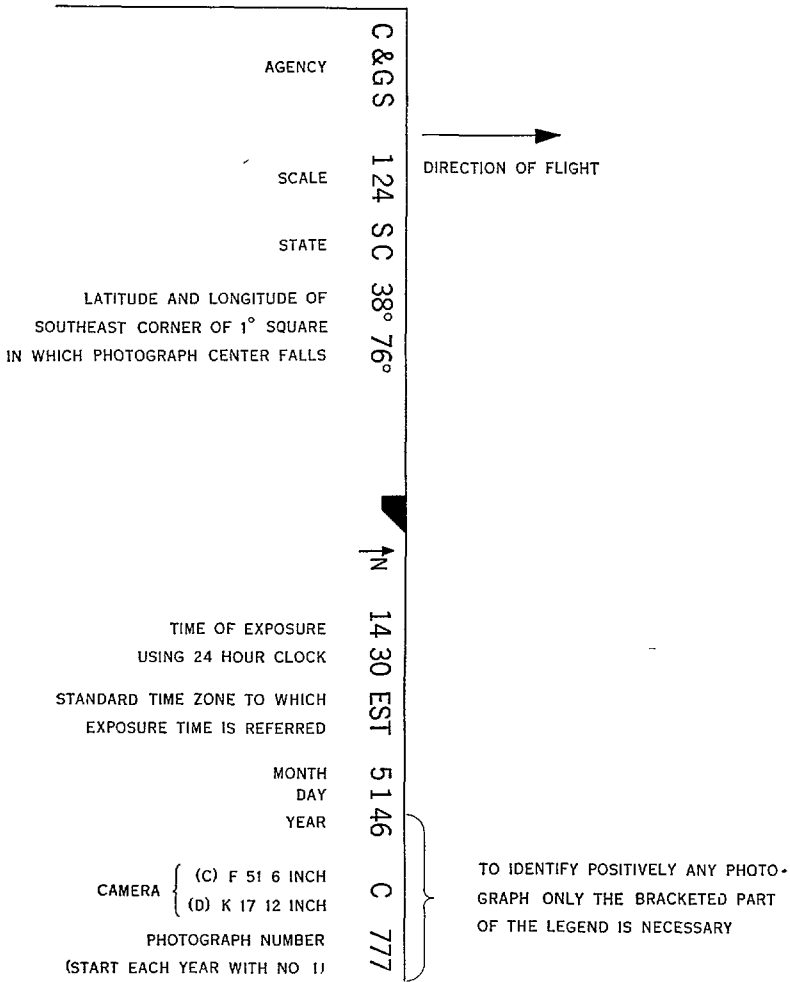 AGENCY
C & G S
DIRECTION OF FLIGHT
SCALE
1 24
STATE
S C
LATITUDE AND LONGITUDE OF
SOUTHEAST CORNER OF 1° SQUARE
IN WHICH PHOTOGRAPH CENTER FALLS
38° 76°
N
TIME OF EXPOSURE
USING 24 HOUR CLOCK
14 30
STANDARD TIME ZONE TO WHICH
EXPOSURE TIME IS REFERRED
EST
MONTH
5
DAY
1
YEAR
46
CAMERA
(C) F 51 6 INCH
(D) K 17 12 INCH
C
PHOTOGRAPH NUMBER
(START EACH YEAR WITH NO 1)
777
TO IDENTIFY POSITIVELY ANY PHOTO-
GRAPH ONLY THE BRACKETED PART
OF THE LEGEND IS NECESSARY